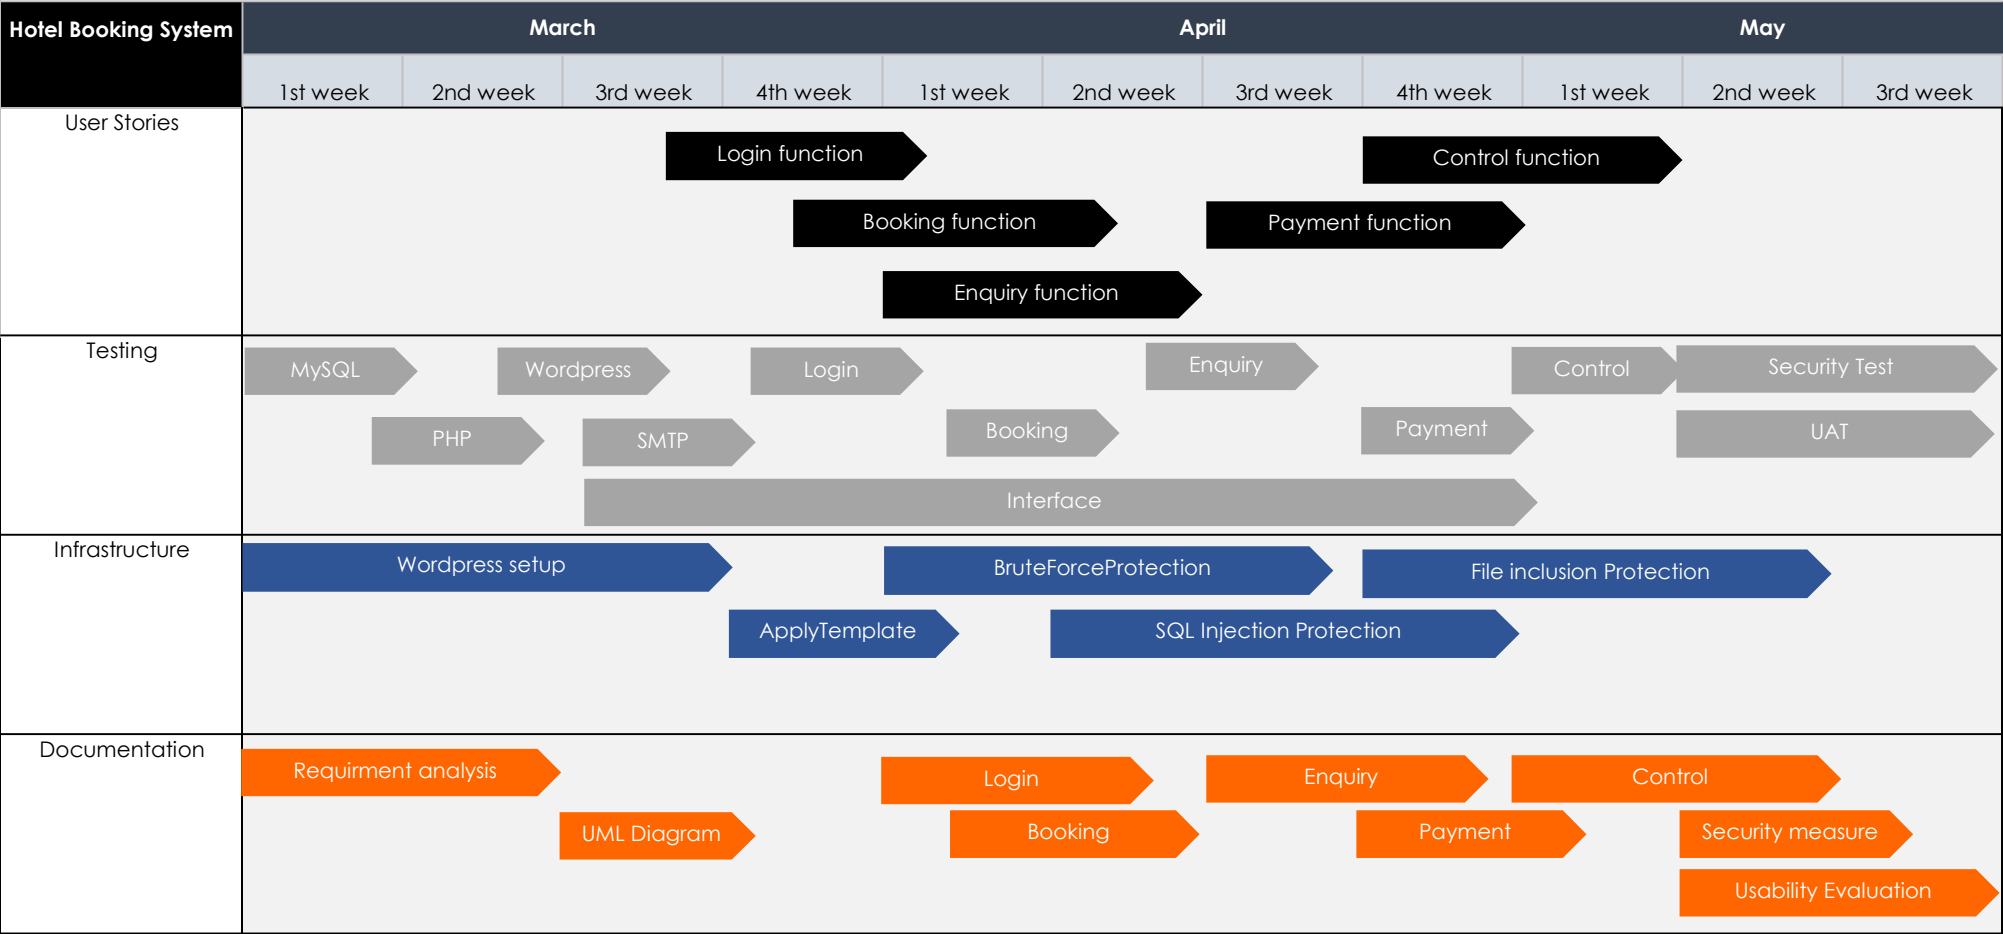 Hotel Booking System
March
April
May
1st week
2nd week
3rd week
4th week
1st week
2nd week
3rd week
4th week
1st week
2nd week
3rd week
User Stories
Login function
Control function
Booking function
Payment function
Enquiry function
Testing
MySQL
Wordpress
Login
Enquiry
Control
Security Test
PHP
SMTP
Booking
Payment
UAT
Interface
Infrastructure
Wordpress setup
BruteForceProtection
File inclusion Protection
ApplyTemplate
SQL Injection Protection
Documentation
Requirment analysis
Login
Enquiry
Control
UML Diagram
Booking
Payment
Security measure
Usability Evaluation